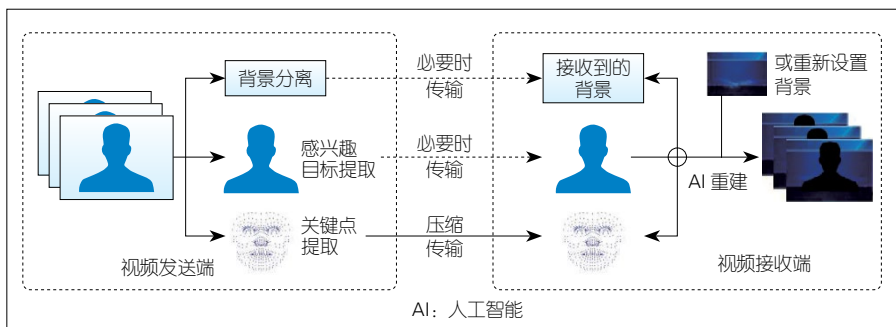 背景分离
必要时
传输
接收到的
背景
或重新设置
背景
感兴趣
目标提取
必要时
传输
AI 重建
关键点
提取
压缩
传输
视频发送端
视频接收端
AI：人工智能